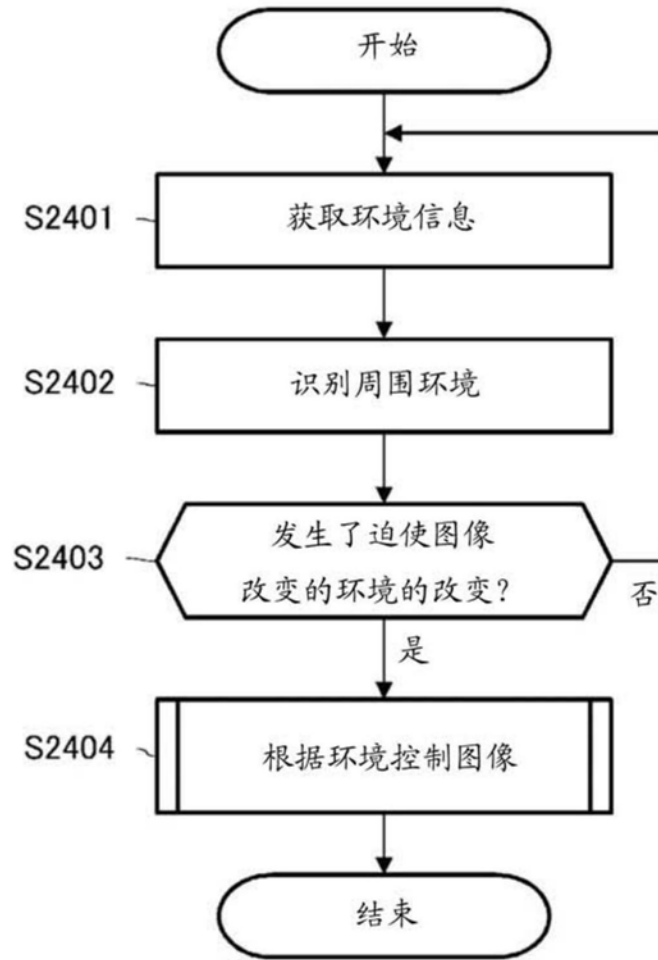 开始
S2401
获取环境信息
S2402
识别周围环境
S2403
发生了迫使图像
改变的环境的改变?
否
是
S2404
根据环境控制图像
结束